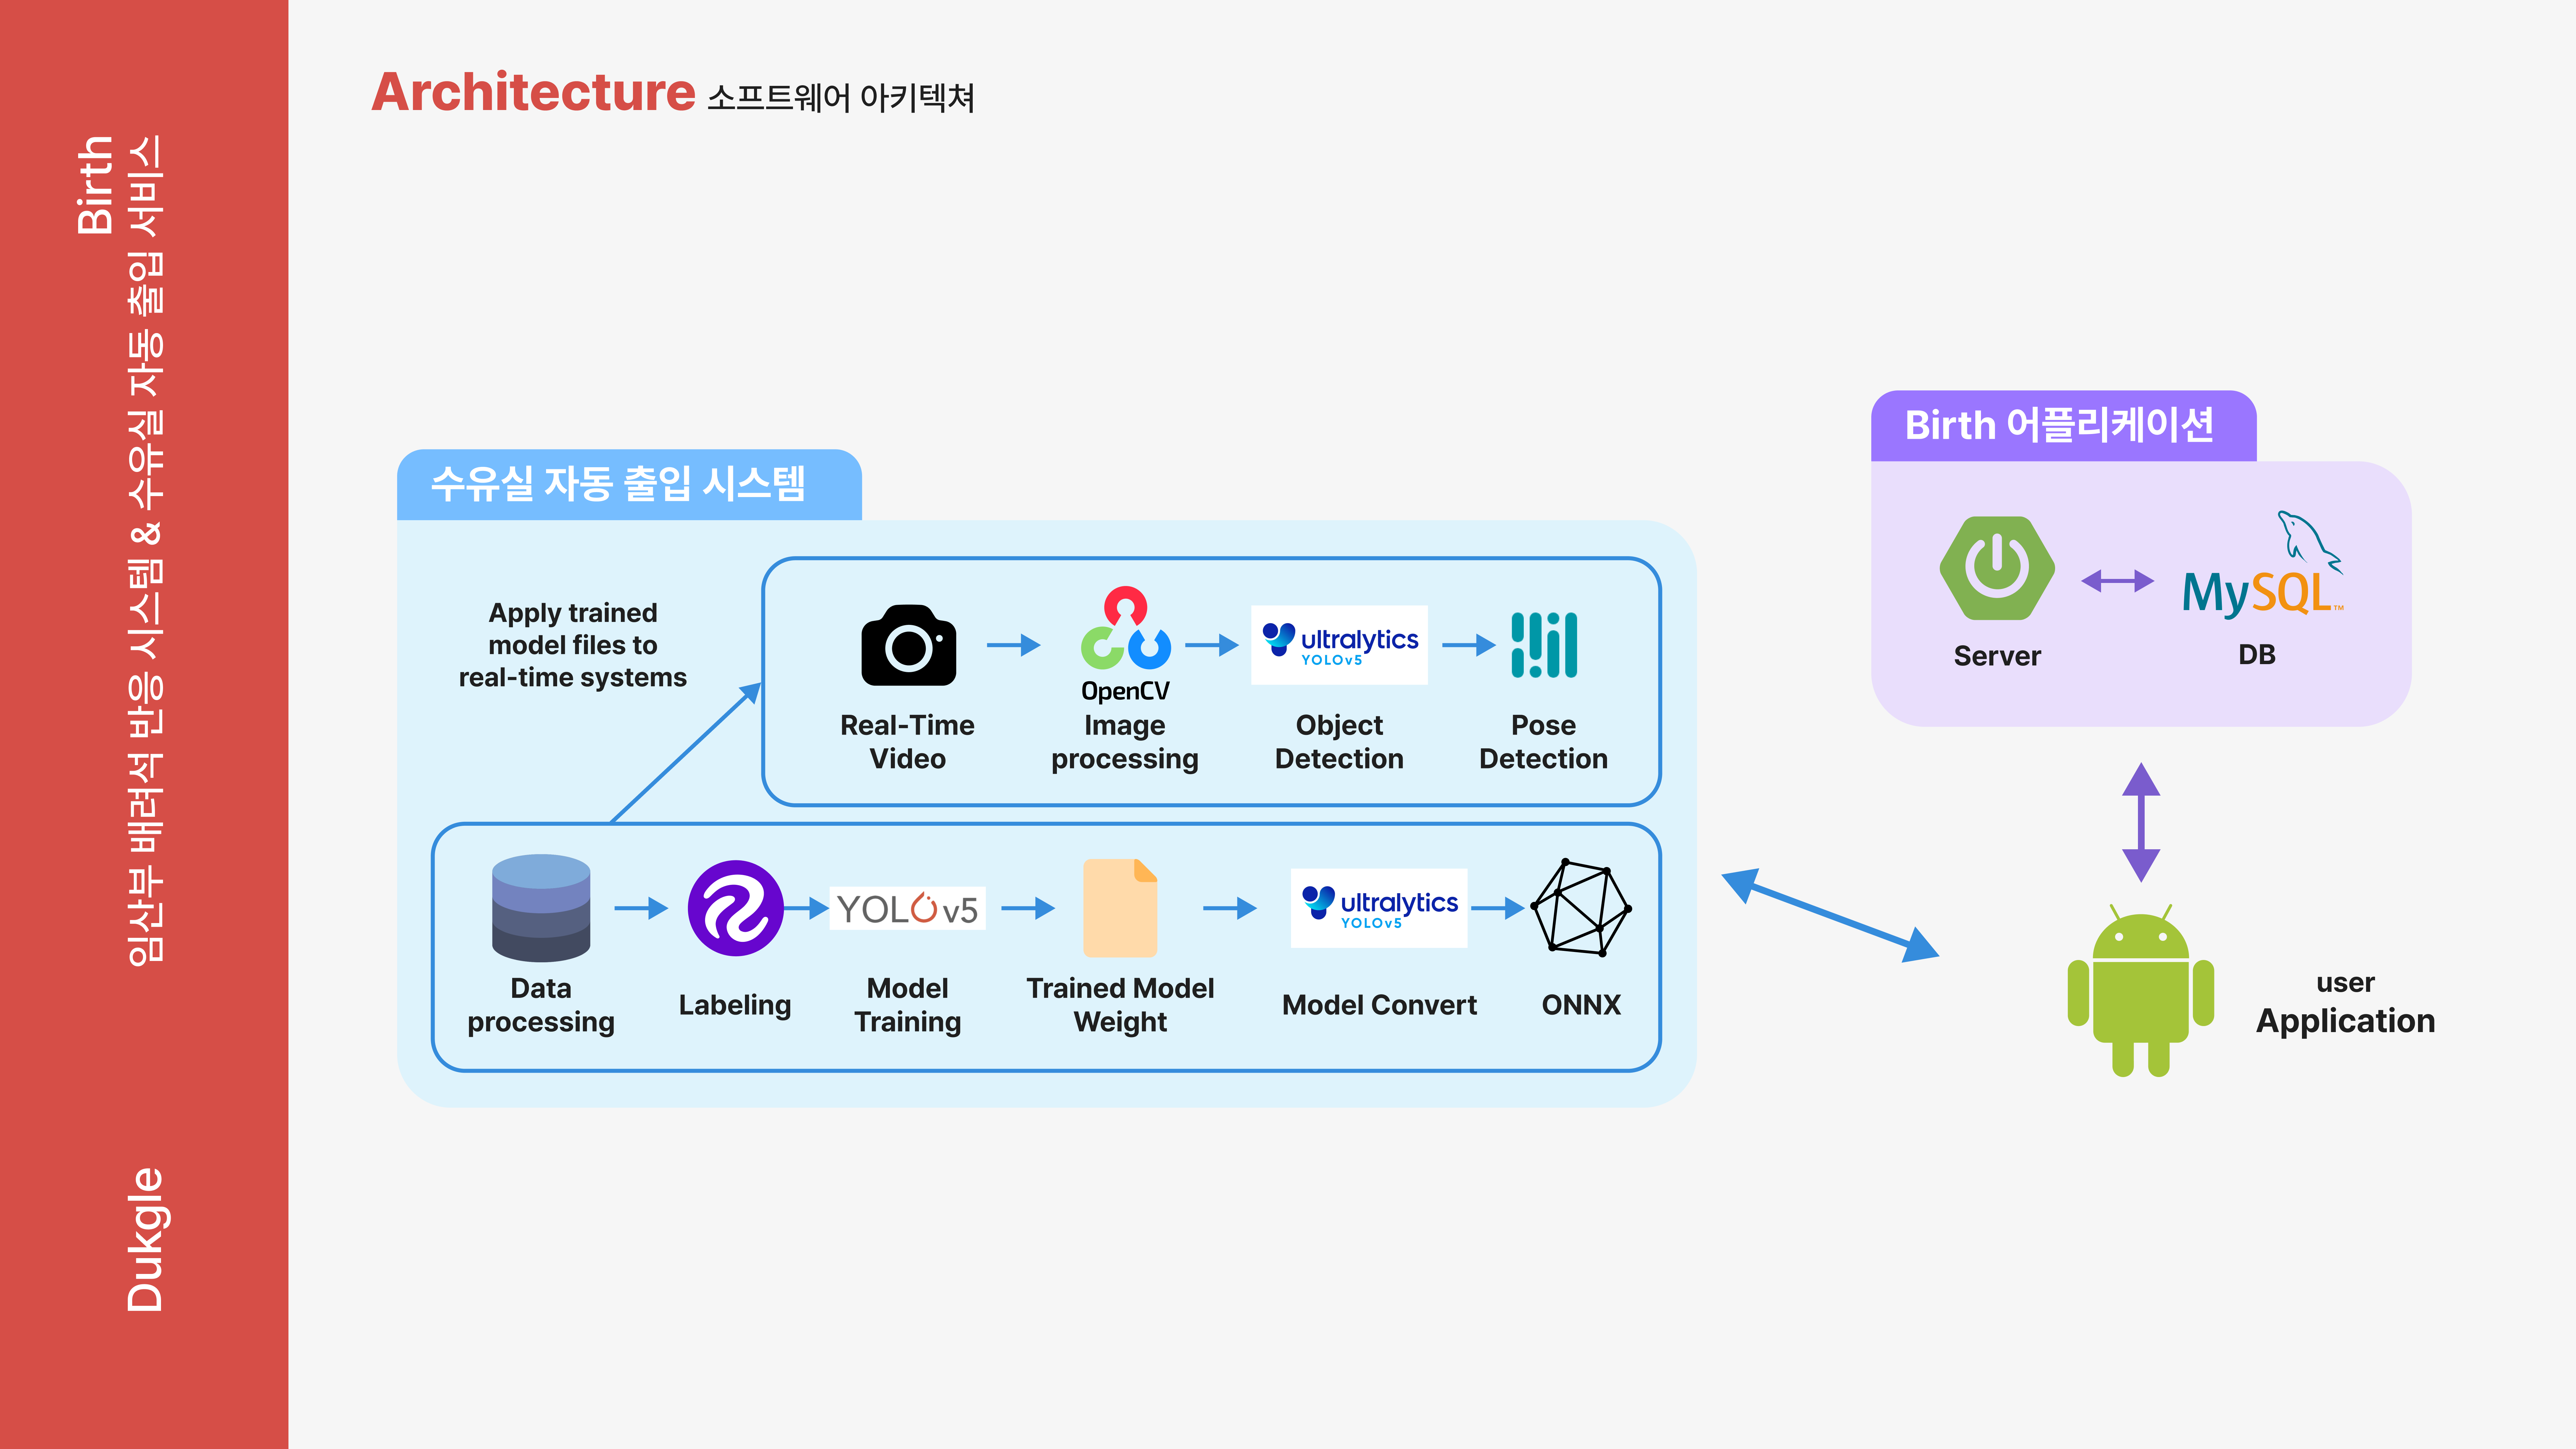 Birth
임산부 배려석 반응 시스템 & 수유실 자동 출입 서비스
Dukgle
Architecture 소프트웨어 아키텍쳐
수유실 자동 출입 시스템
Apply trained
model files to
real-time systems
OpenCV
ultralytics
YOLOv5
Real-Time
Video
Image
processing
Object
Detection
Pose
Detection
YOLOv5
ultralytics
YOLOv5
Data
processing
Labeling
Model
Training
Trained Model
Weight
Model Convert
ONNX
Birth 어플리케이션
MySQL™
Server
DB
user
Application